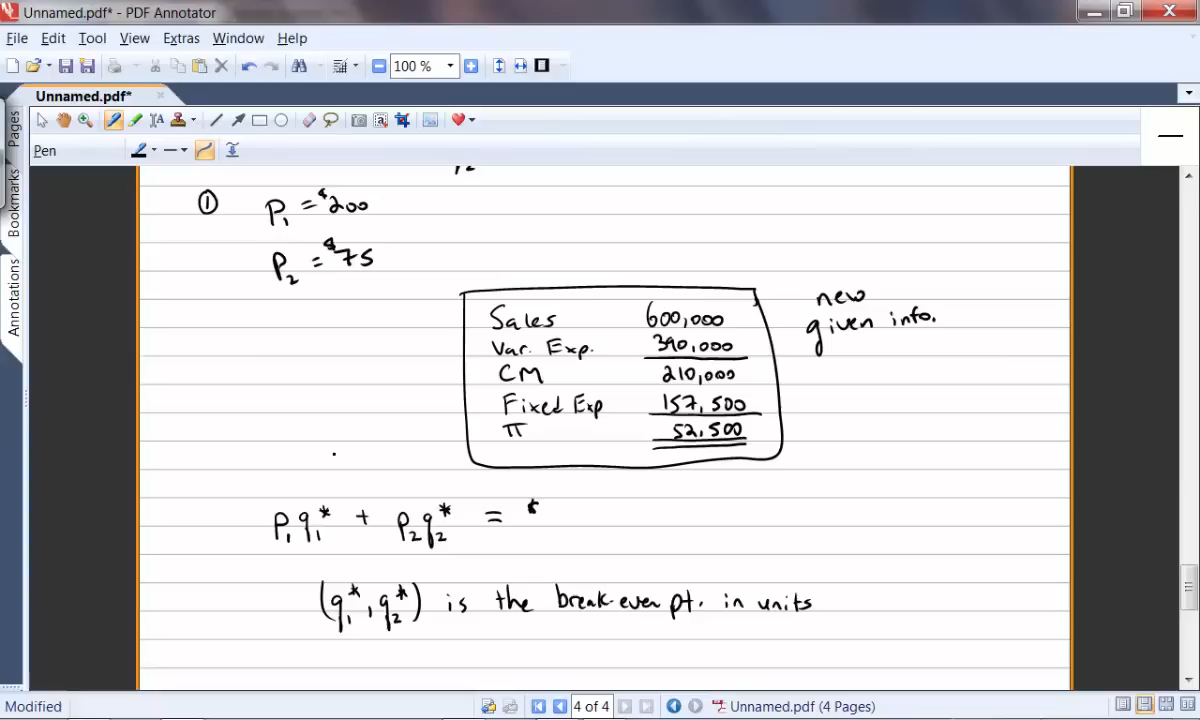 Unnamed.pdf* - PDF Annotator
File Edit Tool View Extras Window Help
100 %
Unnamed.pdf*
Pen
Pages
Bookmarks
Annotations
① P₁ = $200
P₂ = $75
Sales 600,000
Var. Exp. 390,000
CM 210,000
Fixed Exp 157,500
π 52,500
new
given info.
P₁q₁* + P₂q₂* =
(q₁*, q₂*) is the break-even pt. in units
Modified
4 of 4
Unnamed.pdf (4 Pages)